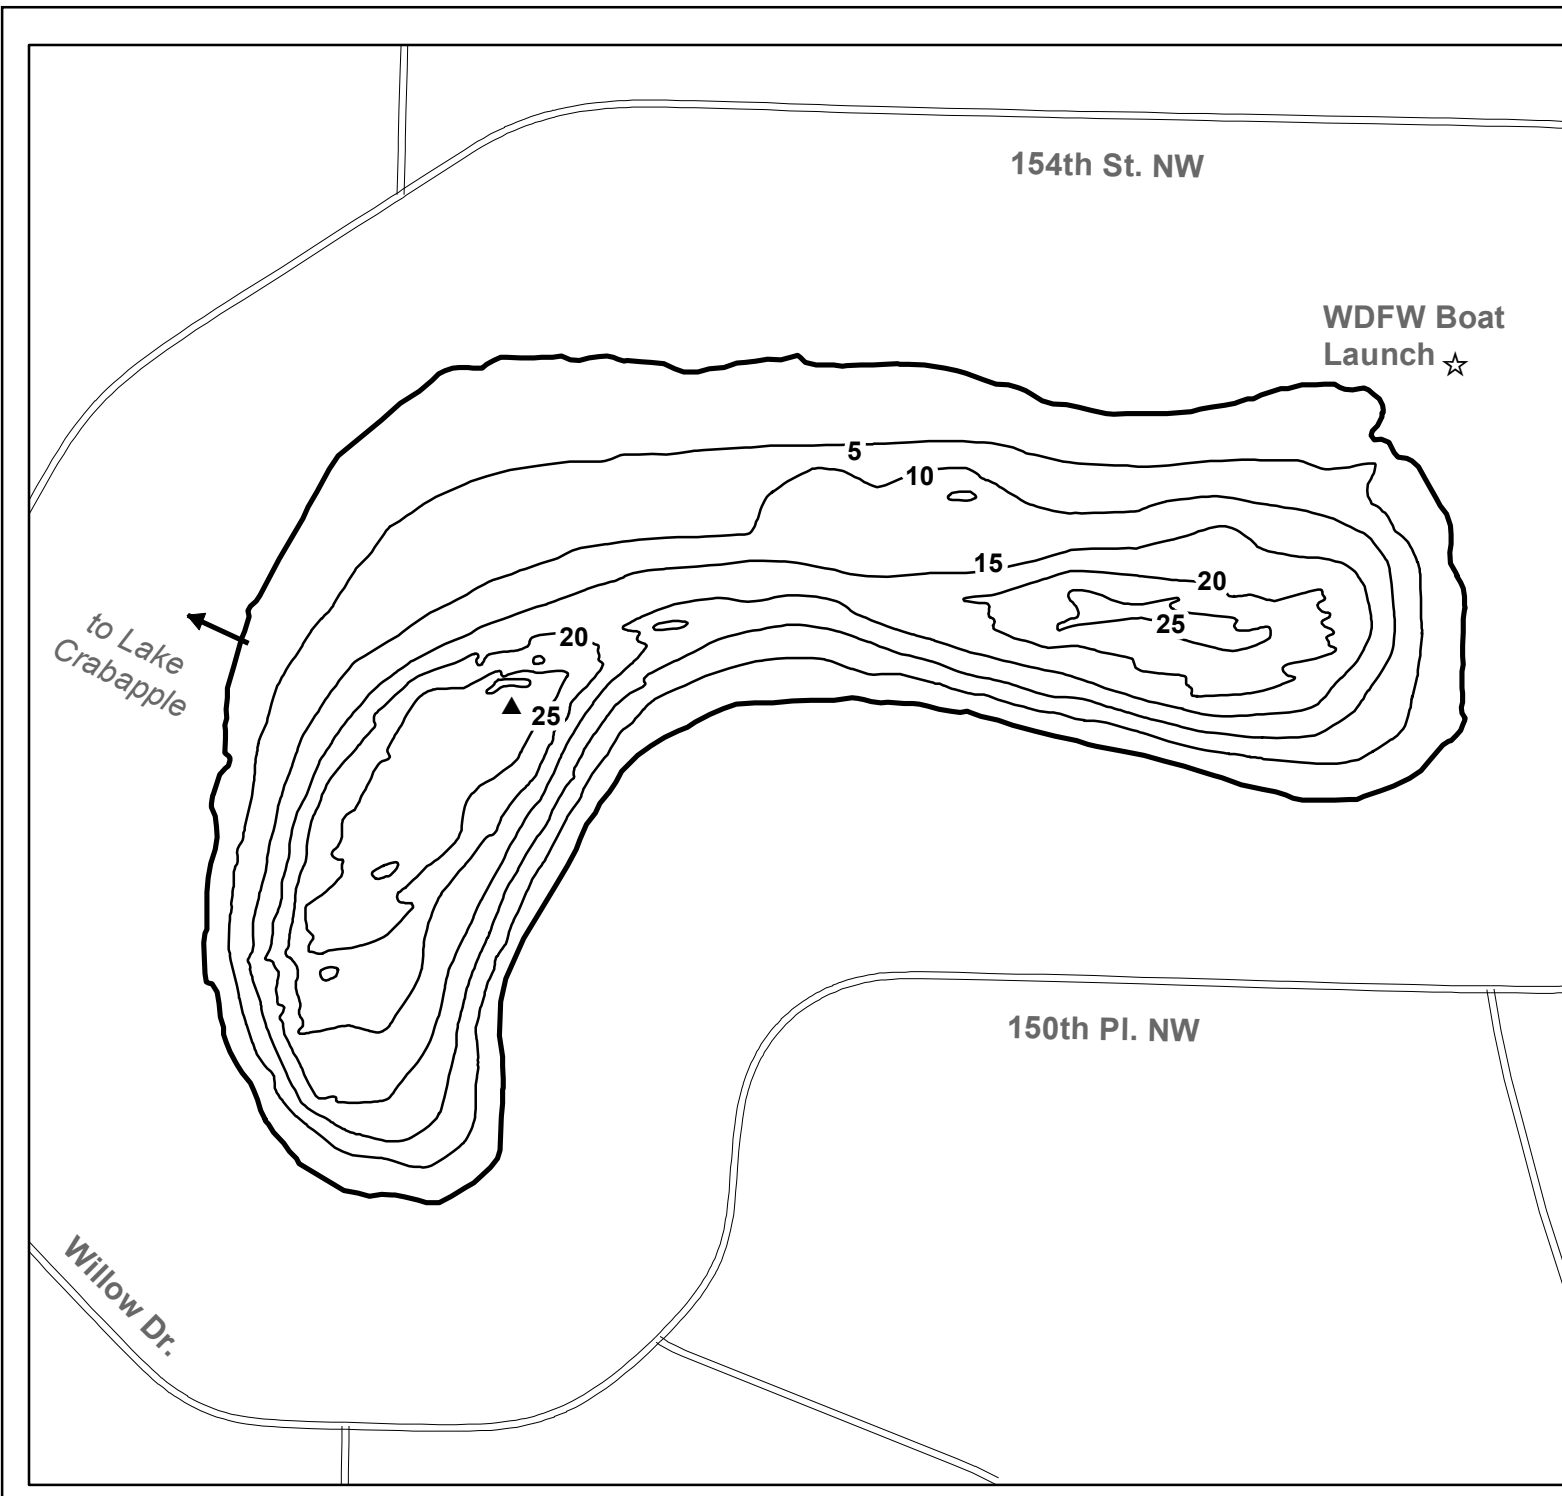 154th St. NW
WDFW Boat
Launch
5
10
15
20
25
20
25
to Lake
Crabapple
150th Pl. NW
Willow Dr.